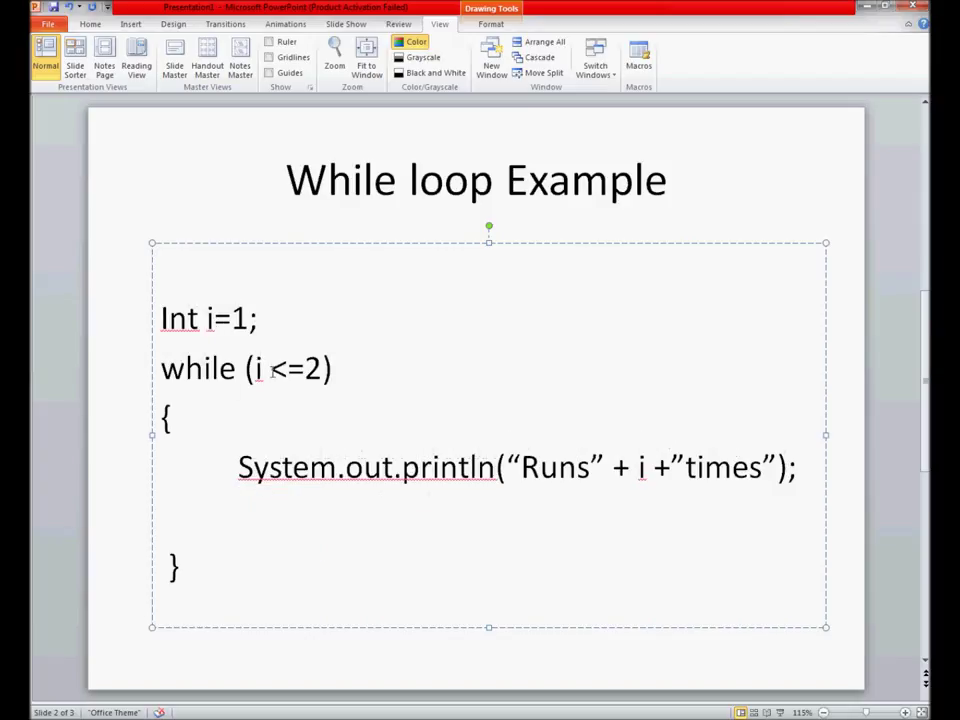 Presentation1 - Microsoft PowerPoint (Product Activation Failed)
Drawing Tools
File Home Insert Design Transitions Animations Slide Show Review View Format
Normal
Slide Sorter
Notes Page
Reading View
Presentation Views
Slide Master
Handout Master
Notes Master
Master Views
Ruler
Gridlines
Guides
Show
Zoom
Fit to Window
Zoom
Color
Grayscale
Black and White
Color/Grayscale
New Window
Arrange All
Cascade
Move Split
Switch Windows
Window
Macros
Macros
While loop Example
Int i=1;
while (i <=2)
{
System.out.println(“Runs” + i +”times”);
}
Slide 2 of 3 "Office Theme" 115%